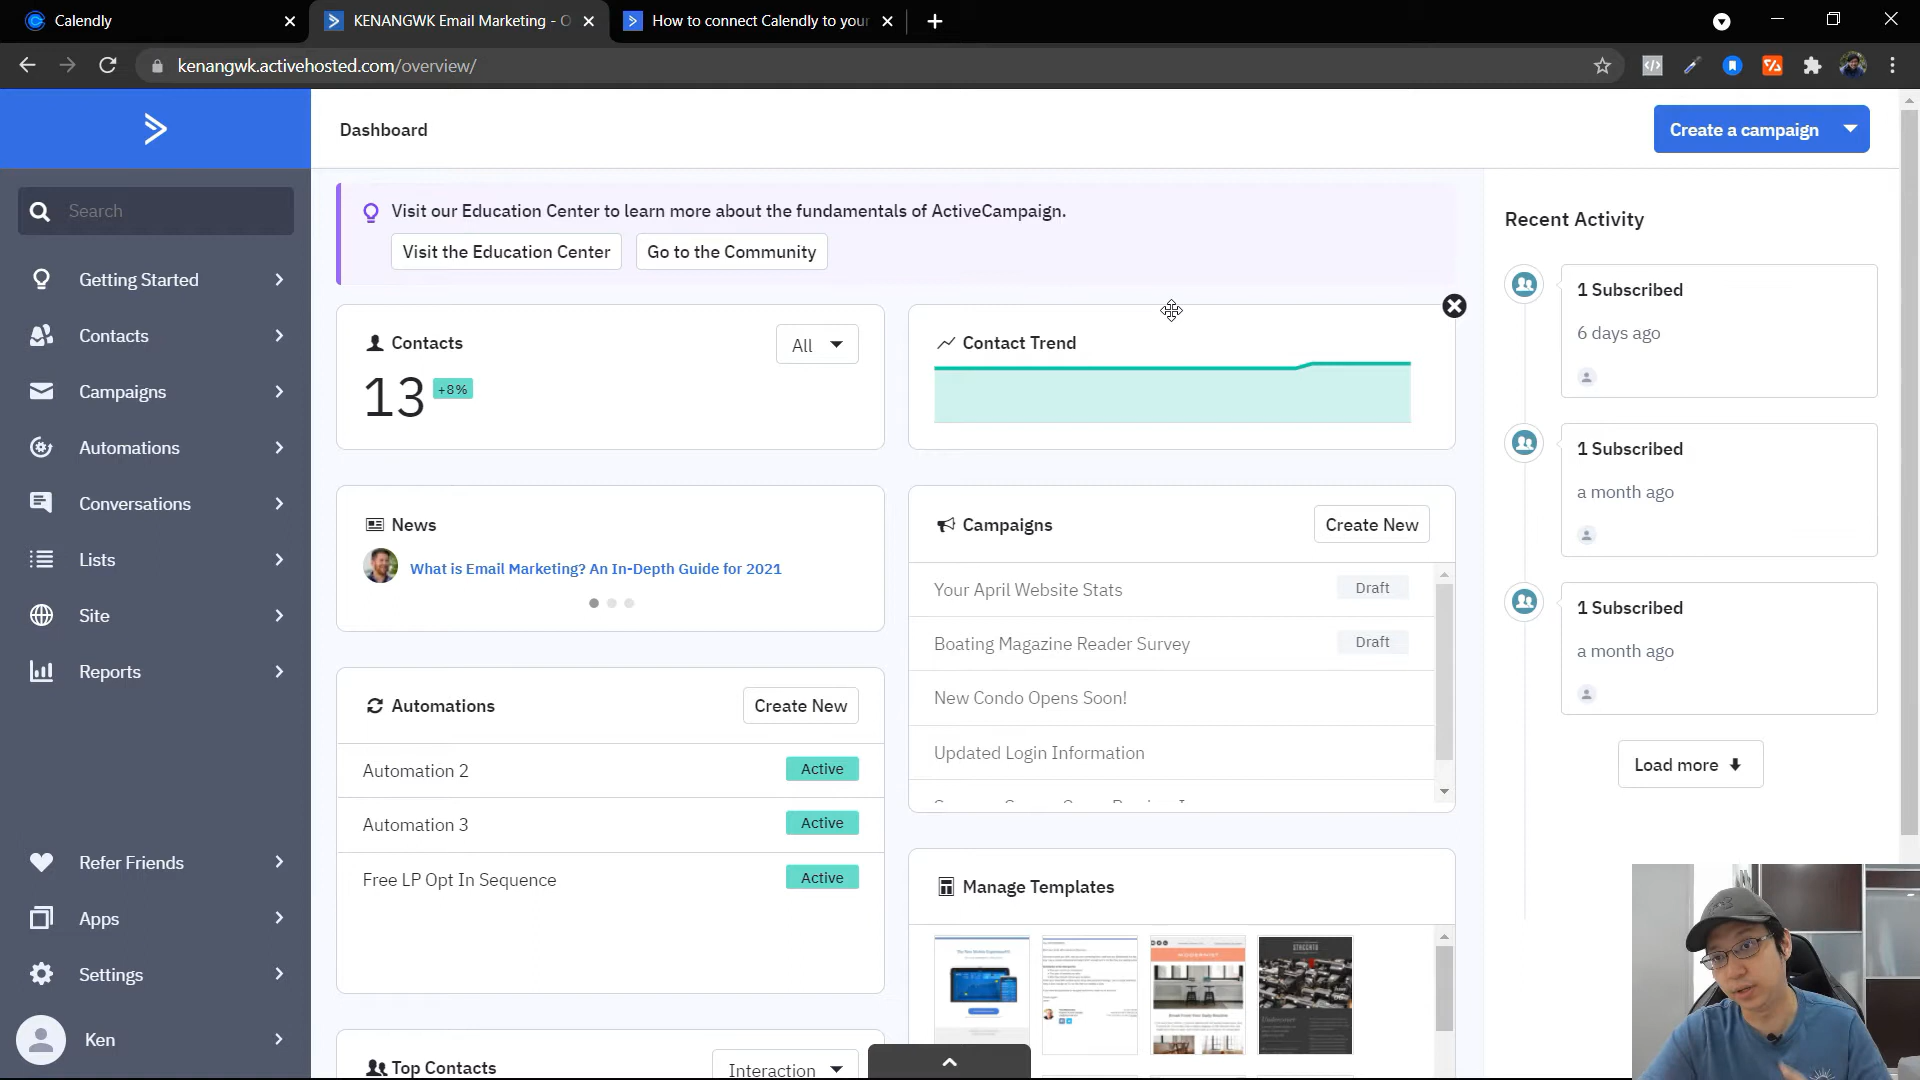 Calendly
KENANGWK Email Marketing - O
How to connect Calendly to your
kenangwk.activehosted.com/overview/
Dashboard
Create a campaign
Search
Visit our Education Center to learn more about the fundamentals of ActiveCampaign.
Visit the Education Center
Go to the Community
Getting Started
Contacts
Campaigns
Automations
Conversations
Lists
Site
Reports
Refer Friends
Apps
Settings
Ken
Contacts
All
13
+8%
Contact Trend
News
What is Email Marketing? An In-Depth Guide for 2021
Campaigns
Create New
Your April Website Stats
Draft
Boating Magazine Reader Survey
Draft
New Condo Opens Soon!
Updated Login Information
Automations
Create New
Automation 2
Active
Automation 3
Active
Free LP Opt In Sequence
Active
Manage Templates
STACCATO
Top Contacts
Interaction
Recent Activity
1 Subscribed
6 days ago
1 Subscribed
a month ago
1 Subscribed
a month ago
Load more